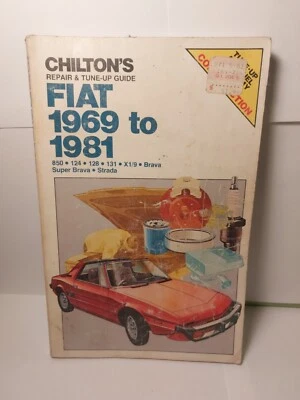 CHILTON'S
REPAIR & TUNE-UP GUIDE
FIAT
1969 to
1981
850 • 124 • 128 • 131 • X1/9 • Brava
Super Brava • Strada